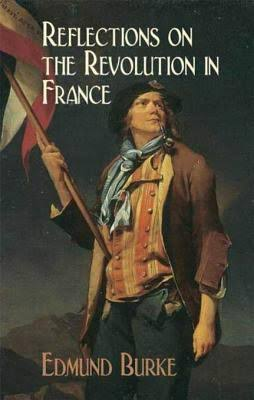 REFLECTIONS ON
THE REVOLUTION IN
FRANCE
EDMUND BURKE